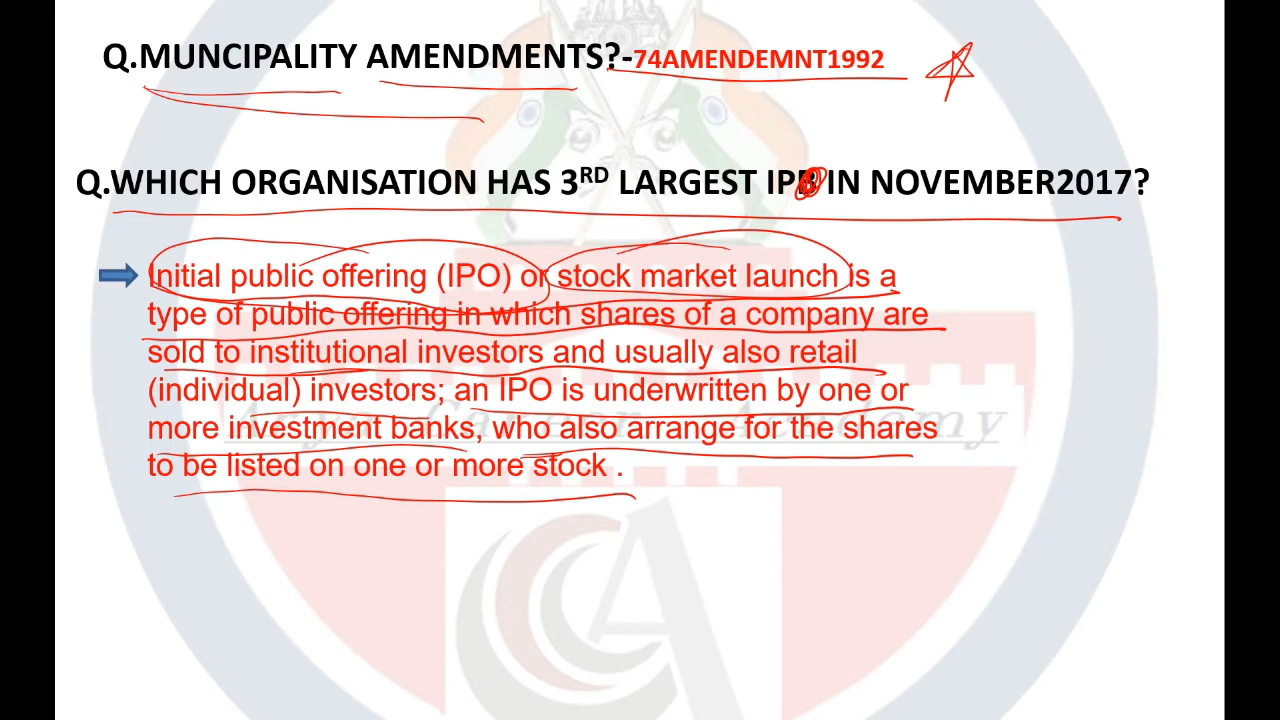 Q.MUNCIPALITY AMENDMENTS?-74AMENDEMNT1992
Q.WHICH ORGANISATION HAS 3RD LARGEST IP IN NOVEMBER2017?
Initial public offering (IPO) or stock market launch is a
type of public offering in which shares of a company are
sold to institutional investors and usually also retail
(individual) investors; an IPO is underwritten by one or
more investment banks, who also arrange for the shares
to be listed on one or more stock .
Career Academy